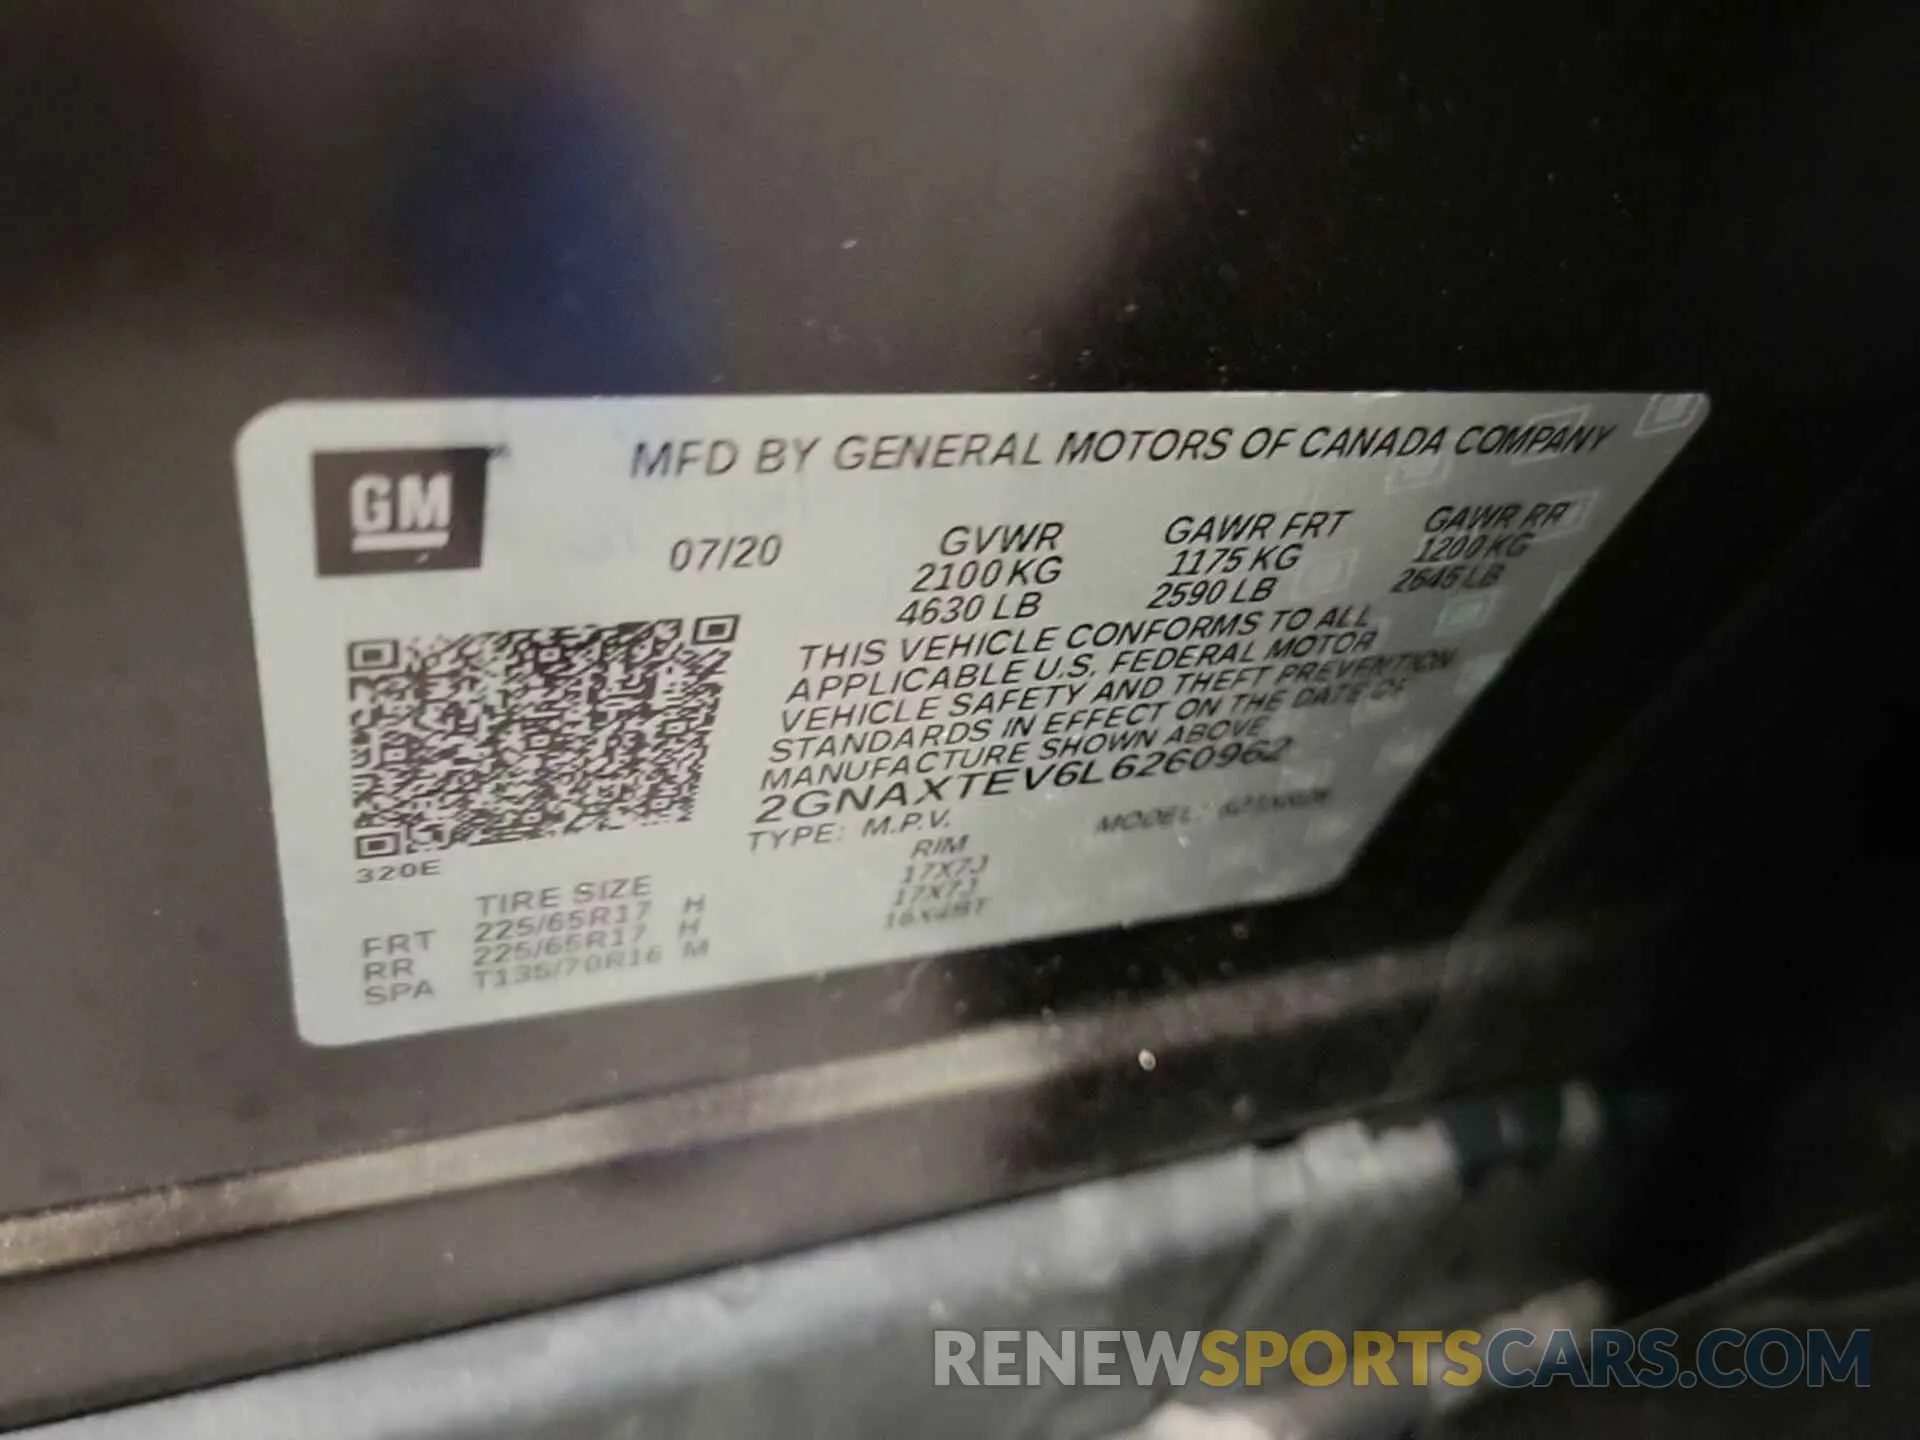 GM
MFD BY GENERAL MOTORS OF CANADA COMPANY
07/20
GVWR GAWR FRT GAWR RR
2100 KG 1175 KG 1200 KG
4630 LB 2590 LB 2645 LB
THIS VEHICLE CONFORMS TO ALL
APPLICABLE U.S. FEDERAL MOTOR
VEHICLE SAFETY AND THEFT PREVENTION
STANDARDS IN EFFECT ON THE DATE OF
MANUFACTURE SHOWN ABOVE
2GNAXTEV6L6260962
TYPE: M.P.V. MODEL:
320E
TIRE SIZE RIM
FRT 225/65R17 H 17X7J
RR 225/65R17 H 17X7J
SPA T135/70R16 M 16X4BT
RENEWSPORTSCARS.COM